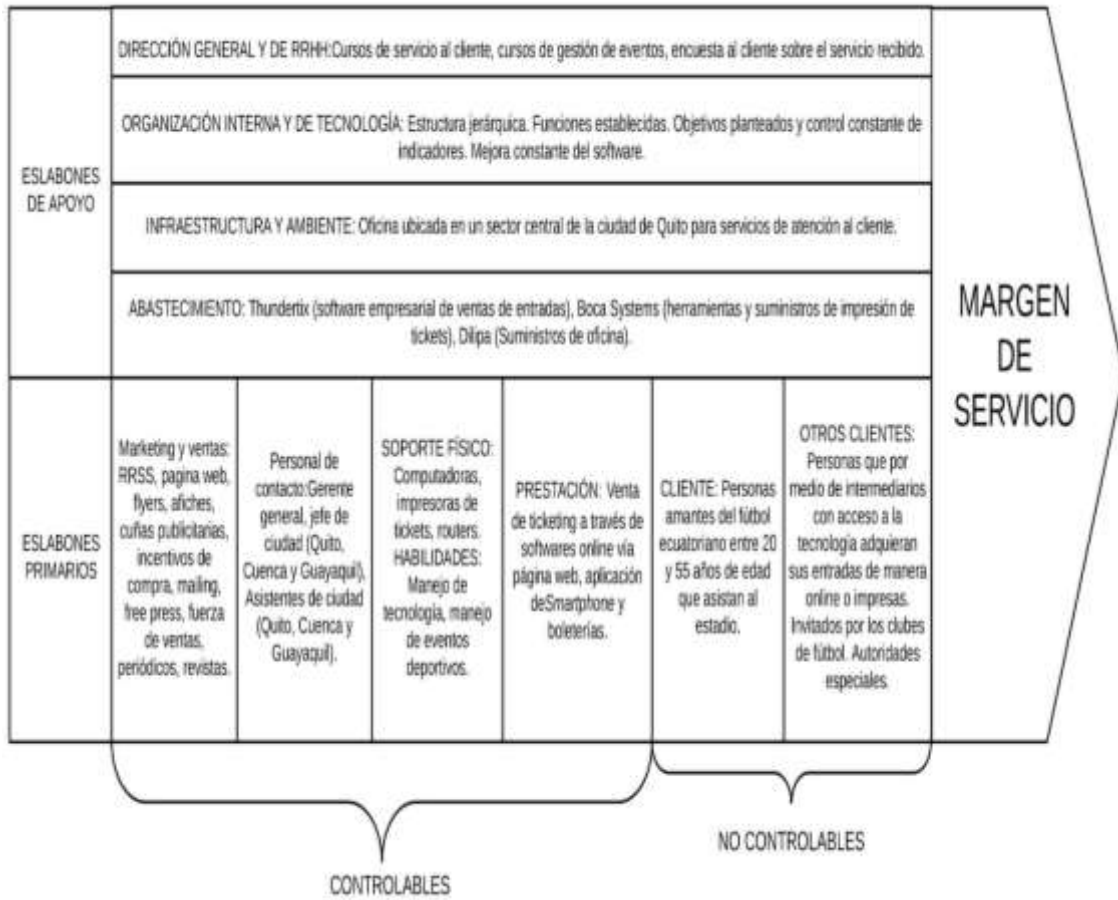 DIRECCIÓN GENERAL Y DE RRHH:Cursos de servicio al cliente, cursos de gestión de eventos, encuesta al cliente sobre el servicio recibido.
ORGANIZACIÓN INTERNA Y DE TECNOLOGÍA: Estructura jerárquica. Funciones establecidas. Objetivos planteados y control constante de
indicadores. Mejora constante del software.
ESLABONES
DE APOYO
INFRAESTRUCTURA Y AMBIENTE: Oficina ubicada en un sector central de la ciudad de Quito para servicios de atención al cliente.
ABASTECIMIENTO: Thundertix (software empresarial de ventas de entradas), Boca Systems (herramientas y suministros de impresión de
tickets), Dilipa (Suministros de oficina).
MARGEN
DE
SERVICIO
ESLABONES
PRIMARIOS
Marketing y ventas:
RRSS, pagina web,
flyers, afiches,
cuñas publicitarias,
incentivos de
compra, mailing,
free press, fuerza
de ventas,
periódicos, revistas.
Personal de
contacto:Gerente
general, jefe de
ciudad (Quito,
Cuenca y Guayaquil),
Asistentes de ciudad
(Quito, Cuenca y
Guayaquil).
SOPORTE FÍSICO:
Computadoras,
impresoras de
tickets, routers.
HABILIDADES:
Manejo de
tecnología, manejo
de eventos
deportivos.
PRESTACIÓN: Venta
de ticketing a través de
softwares online vía
página web, aplicación
deSmartphone y
boleterías.
CLIENTE: Personas
amantes del fútbol
ecuatoriano entre 20
y 55 años de edad
que asistan al
estadio.
OTROS CLIENTES:
Personas que por
medio de intermediarios
con acceso a la
tecnología adquieran
sus entradas de manera
online o impresas.
Invitados por los clubes
de fútbol. Autoridades
especiales.
CONTROLABLES
NO CONTROLABLES